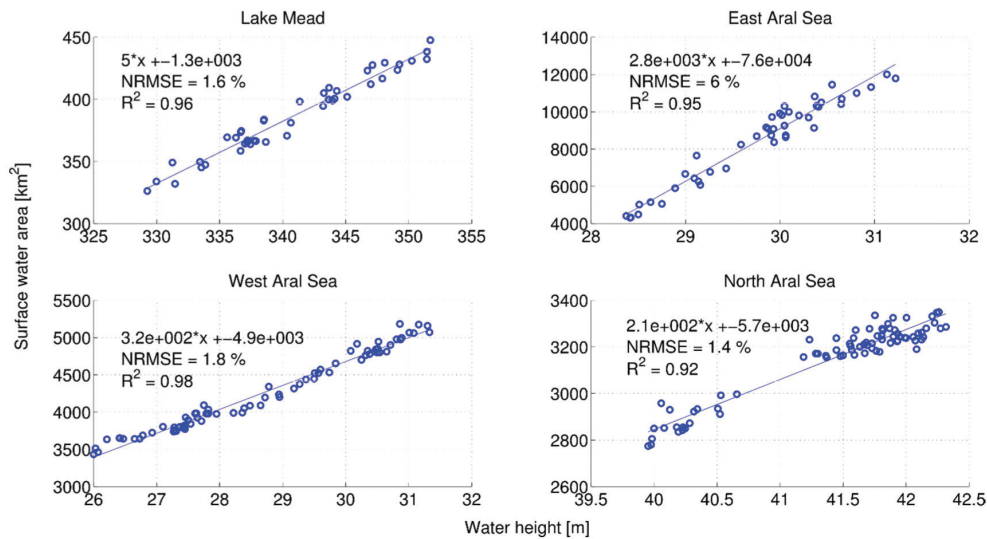 Lake Mead
East Aral Sea
450
400
350
300
5*x +−1.3e+003
NRMSE = 1.6 %
R² = 0.96
325 330 335 340 345 350 355
14000
12000
10000
8000
6000
4000
2.8e+003*x +−7.6e+004
NRMSE = 6 %
R² = 0.95
28 29 30 31 32
Surface water area [km²]
West Aral Sea
North Aral Sea
5500
5000
4500
4000
3500
3000
3.2e+002*x +−4.9e+003
NRMSE = 1.8 %
R² = 0.98
26 27 28 29 30 31 32
3400
3200
3000
2800
2600
2.1e+002*x +−5.7e+003
NRMSE = 1.4 %
R² = 0.92
39.5 40 40.5 41 41.5 42 42.5
Water height [m]